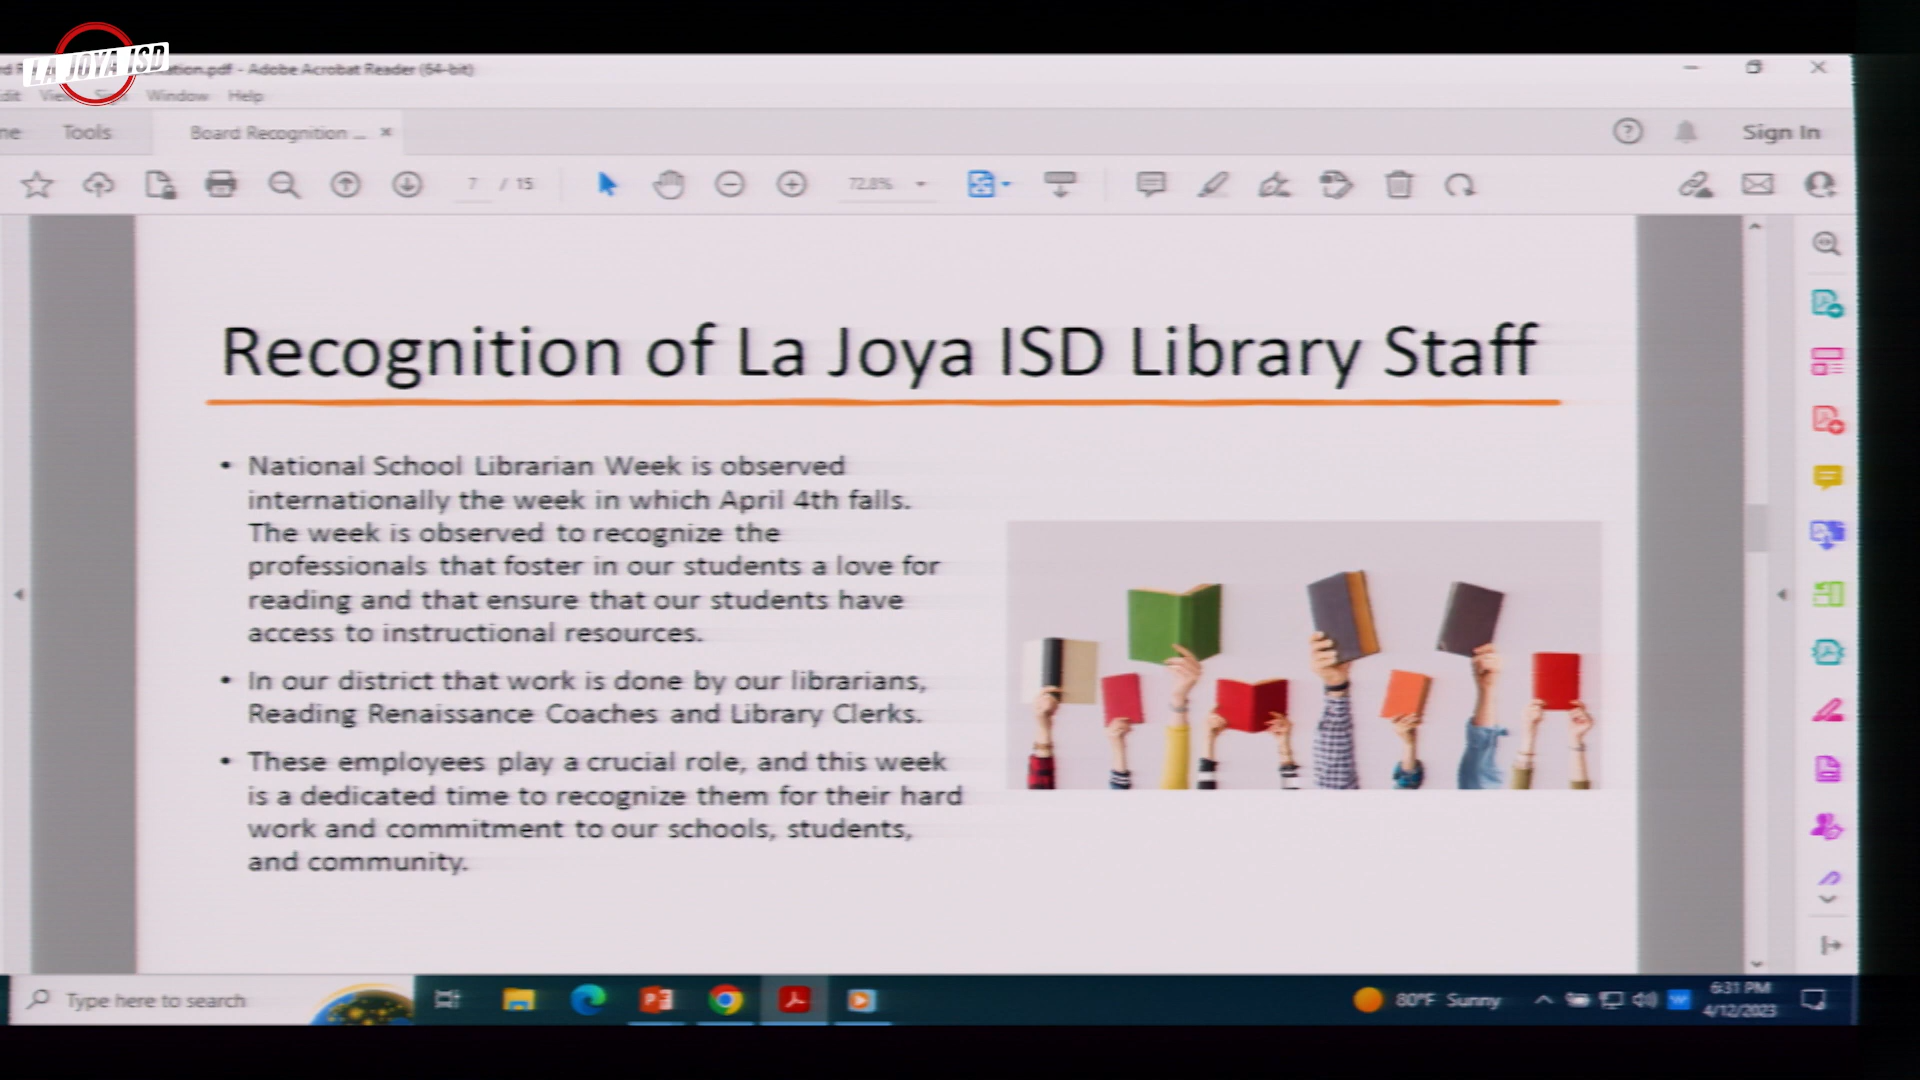 LA JOYA ISD
ation.pdf - Adobe Acrobat Reader (64-bit)
Edit View Sign Window Help
Tools Board Recognition ... × Sign In
7 / 15 72.8%
Recognition of La Joya ISD Library Staff
• National School Librarian Week is observed
internationally the week in which April 4th falls.
The week is observed to recognize the
professionals that foster in our students a love for
reading and that ensure that our students have
access to instructional resources.
• In our district that work is done by our librarians,
Reading Renaissance Coaches and Library Clerks.
• These employees play a crucial role, and this week
is a dedicated time to recognize them for their hard
work and commitment to our schools, students,
and community.
Type here to search
80°F Sunny
6:31 PM
4/12/2023